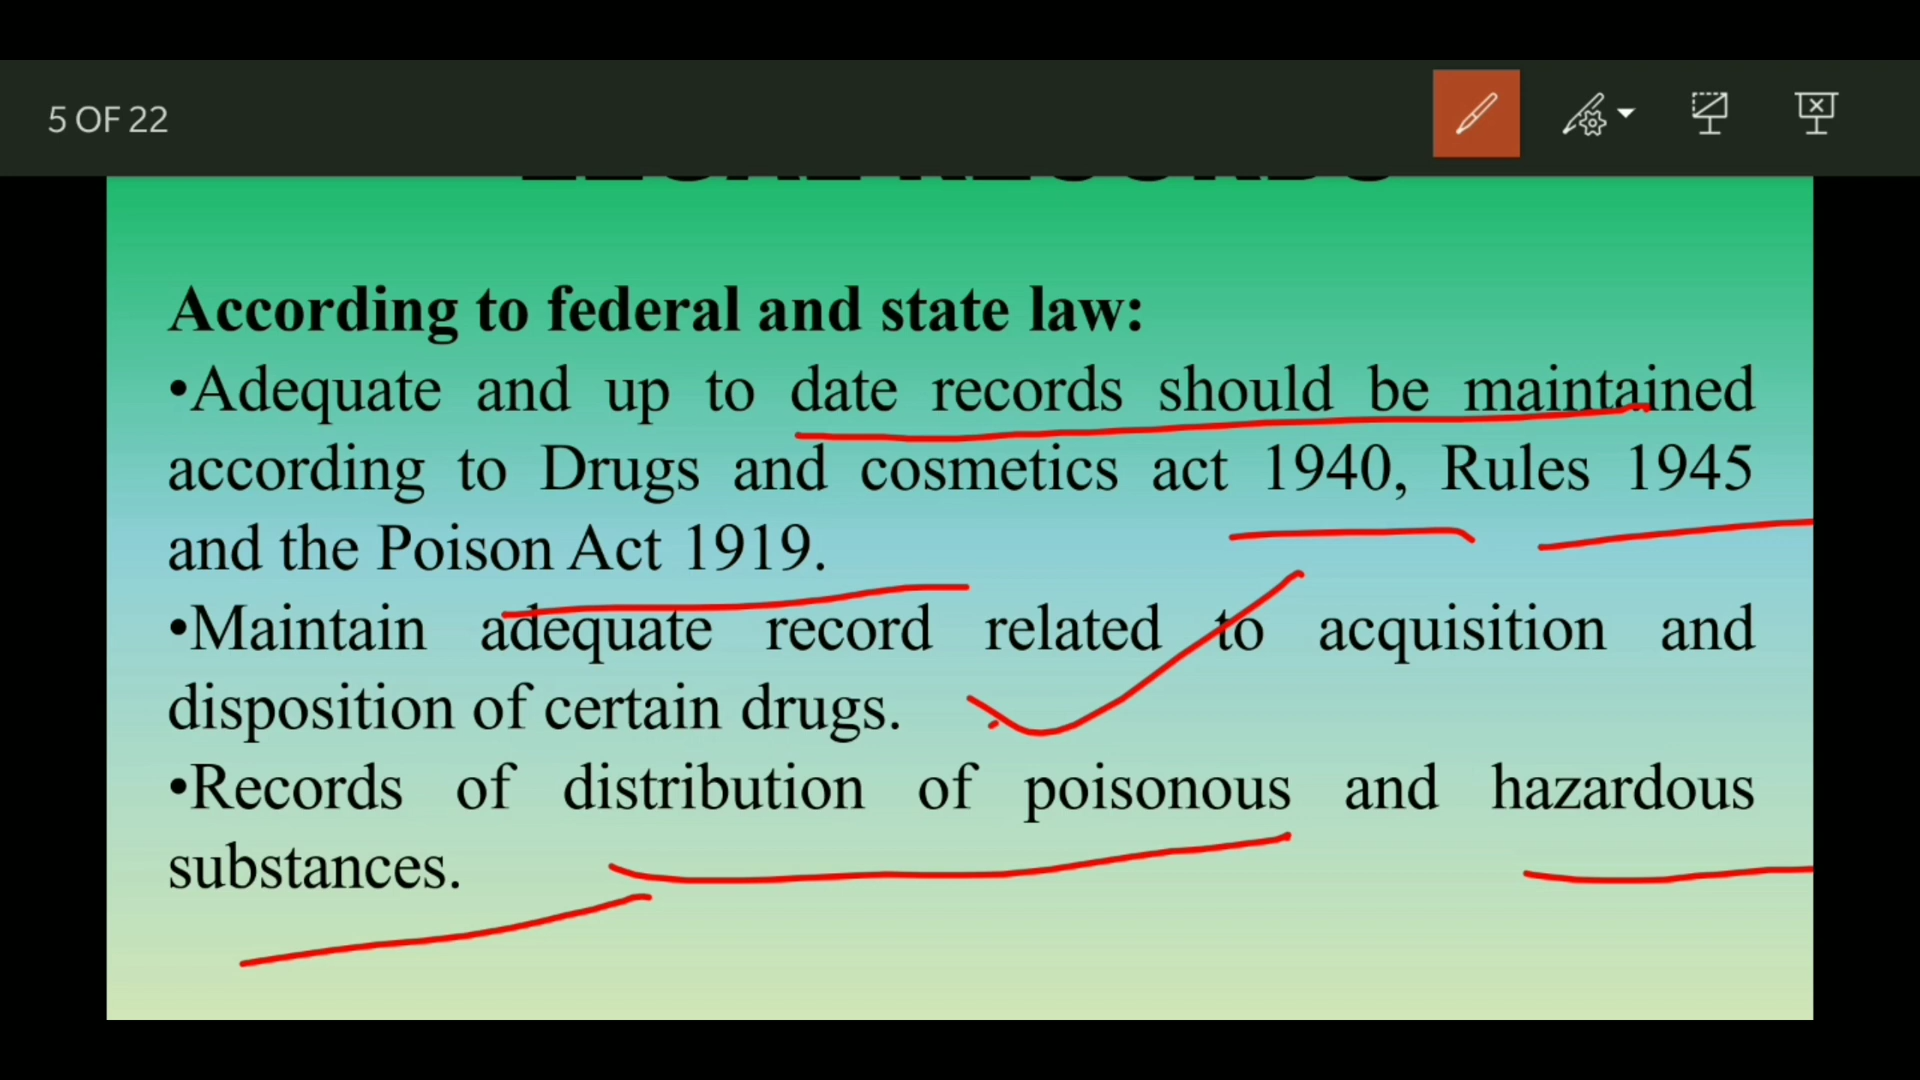 5 OF 22
According to federal and state law:
•Adequate and up to date records should be maintained
according to Drugs and cosmetics act 1940, Rules 1945
and the Poison Act 1919.
•Maintain adequate record related to acquisition and
disposition of certain drugs.
•Records of distribution of poisonous and hazardous
substances.